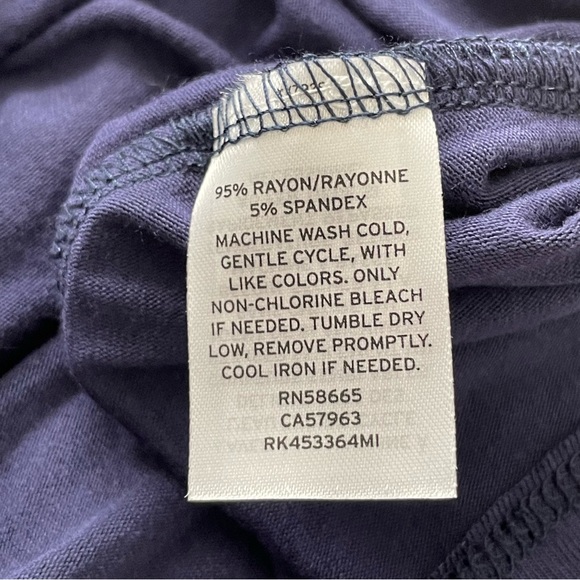 95% RAYON/RAYONNE
5% SPANDEX
MACHINE WASH COLD,
GENTLE CYCLE, WITH
LIKE COLORS. ONLY
NON-CHLORINE BLEACH
IF NEEDED. TUMBLE DRY
LOW, REMOVE PROMPTLY.
COOL IRON IF NEEDED.
RN58665
CA57963
RK453364MI